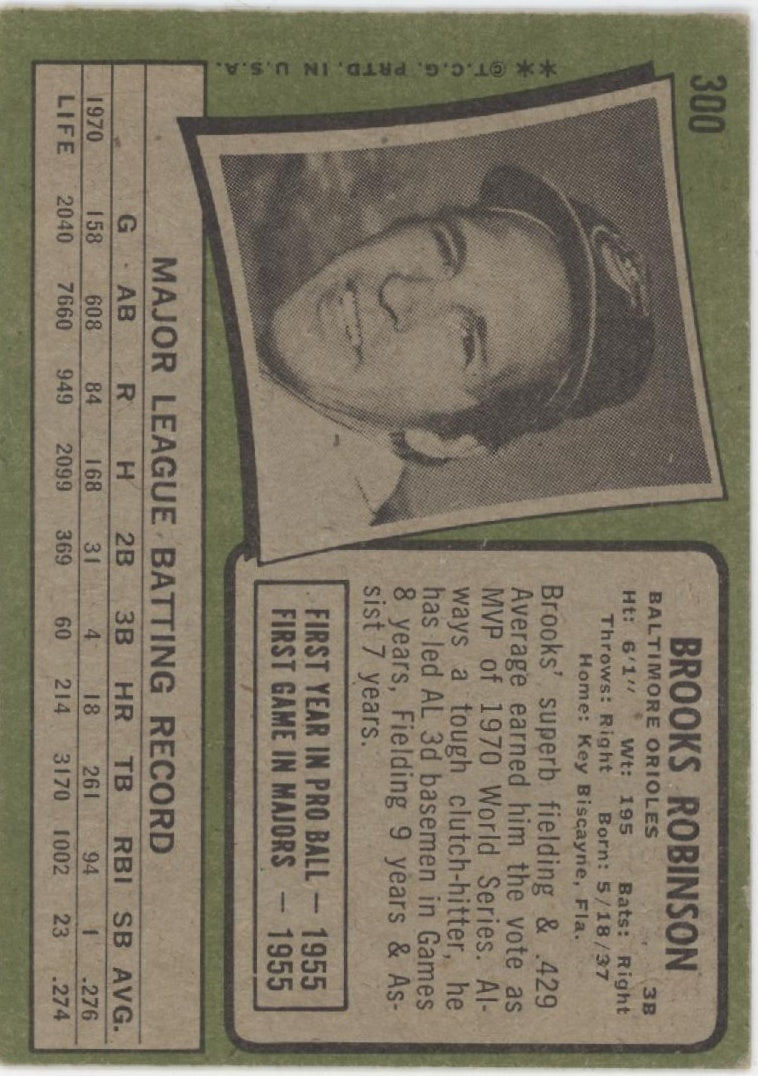 300
**©T.C.G. PRTD. IN U.S.A.
BROOKS ROBINSON
BALTIMORE ORIOLES 3B
Ht: 6'1" Wt: 195 Bats: Right
Throws: Right Born: 5/18/37
Home: Key Biscayne, Fla.
Brooks' superb fielding & .429
Average earned him the vote as
MVP of 1970 World Series. Al-
ways a tough clutch-hitter, he
has led AL 3d basemen in Games
8 years, Fielding 9 years & As-
sist 7 years.
FIRST YEAR IN PRO BALL — 1955
FIRST GAME IN MAJORS — 1955
MAJOR LEAGUE BATTING RECORD
G AB R H 2B 3B HR TB RBI SB AVG.
1970 158 608 84 168 31 4 18 261 94 1 .276
LIFE 2040 7660 949 2099 369 60 214 3170 1002 23 .274